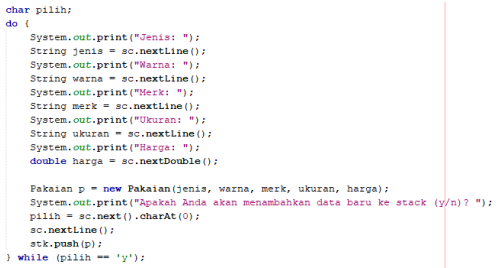 char pilih;
do {
    System.out.print("Jenis: ");
    String jenis = sc.nextLine();
    System.out.print("Warna: ");
    String warna = sc.nextLine();
    System.out.print("Merk: ");
    String merk = sc.nextLine();
    System.out.print("Ukuran: ");
    String ukuran = sc.nextLine();
    System.out.print("Harga: ");
    double harga = sc.nextDouble();

    Pakaian p = new Pakaian(jenis, warna, merk, ukuran, harga);
    System.out.print("Apakah Anda akan menambahkan data baru ke stack (y/n)? ");
    pilih = sc.next().charAt(0);
    sc.nextLine();
    stk.push(p);
} while (pilih == 'y');